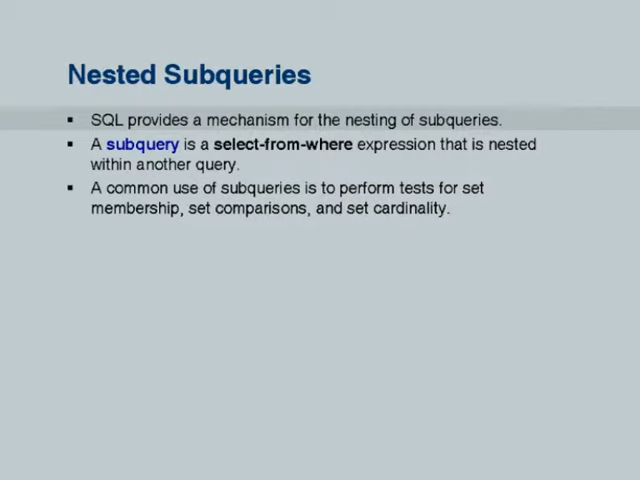 Nested Subqueries
▪ SQL provides a mechanism for the nesting of subqueries.
▪ A subquery is a select-from-where expression that is nested
within another query.
▪ A common use of subqueries is to perform tests for set
membership, set comparisons, and set cardinality.